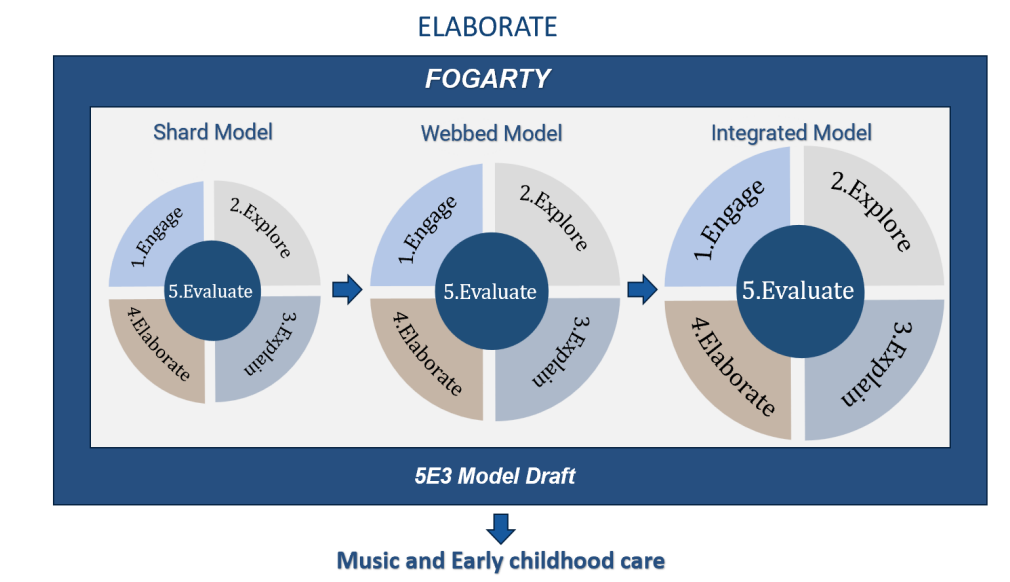 ELABORATE
FOGARTY
Shard Model
Webbed Model
Integrated Model
1.Engage
2.Explore
3.Explain
4.Elaborate
5.Evaluate
1.Engage
2.Explore
3.Explain
4.Elaborate
5.Evaluate
1.Engage
2.Explore
3.Explain
4.Elaborate
5.Evaluate
5E3 Model Draft
Music and Early childhood care